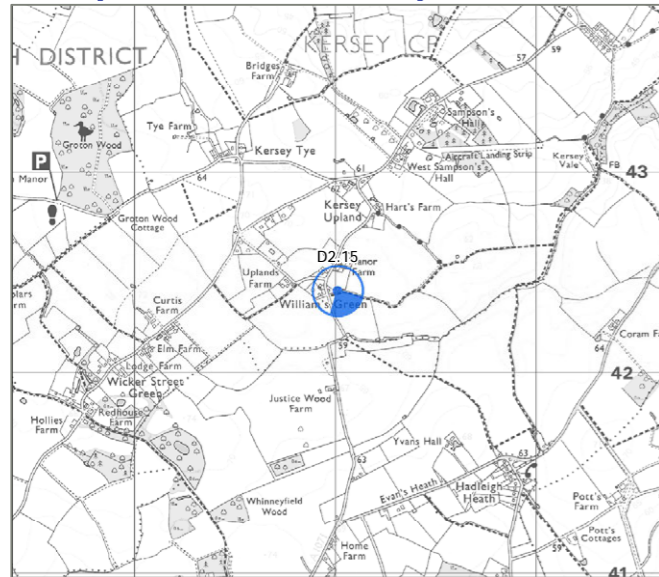 H DISTRICT
KERSEY CP
59
57
Bridges
Farm
64
Sampson's
Hall
Groton Wood
Tye Farm
Kersey Tye
Aircraft Landing Strip
Kersey
Vale
FB
P
Manor
64
61
West Sampson's
Hall
43
62
Kersey
Upland
Hart's Farm
Groton Wood
Cottage
D2.15
anor
Farm
Uplands
Farm
William's Green
Curtis
Farm
59
Coram F
64
Elm Farm
Lodge Farm
Wicker Street
Green
42
Redhouse
Farm
Hollies
Farm
Justice Wood
Farm
Yvans Hall
63
63
Hadleigh
Heath
Evan's Heath
Pott's
Farm
Whinneyfield
Wood
Pott's
Cottages
59
Home
Farm
41